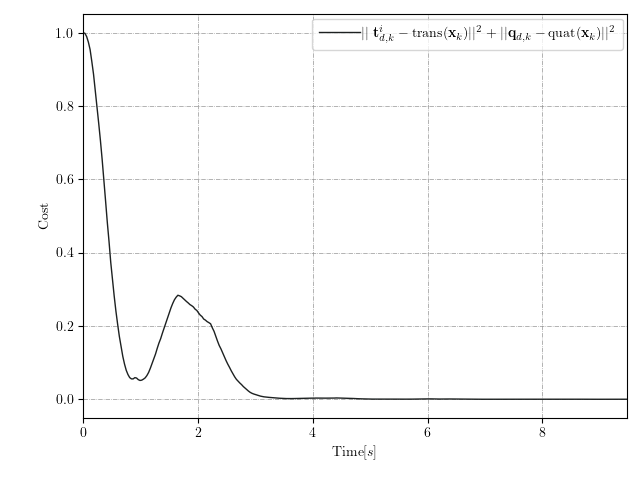 || t^i_{d,k} − trans(x_k)||² + ||q_{d,k} − quat(x_k)||²
1.0
0.8
0.6
0.4
0.2
0.0
Cost
0 2 4 6 8
Time[s]